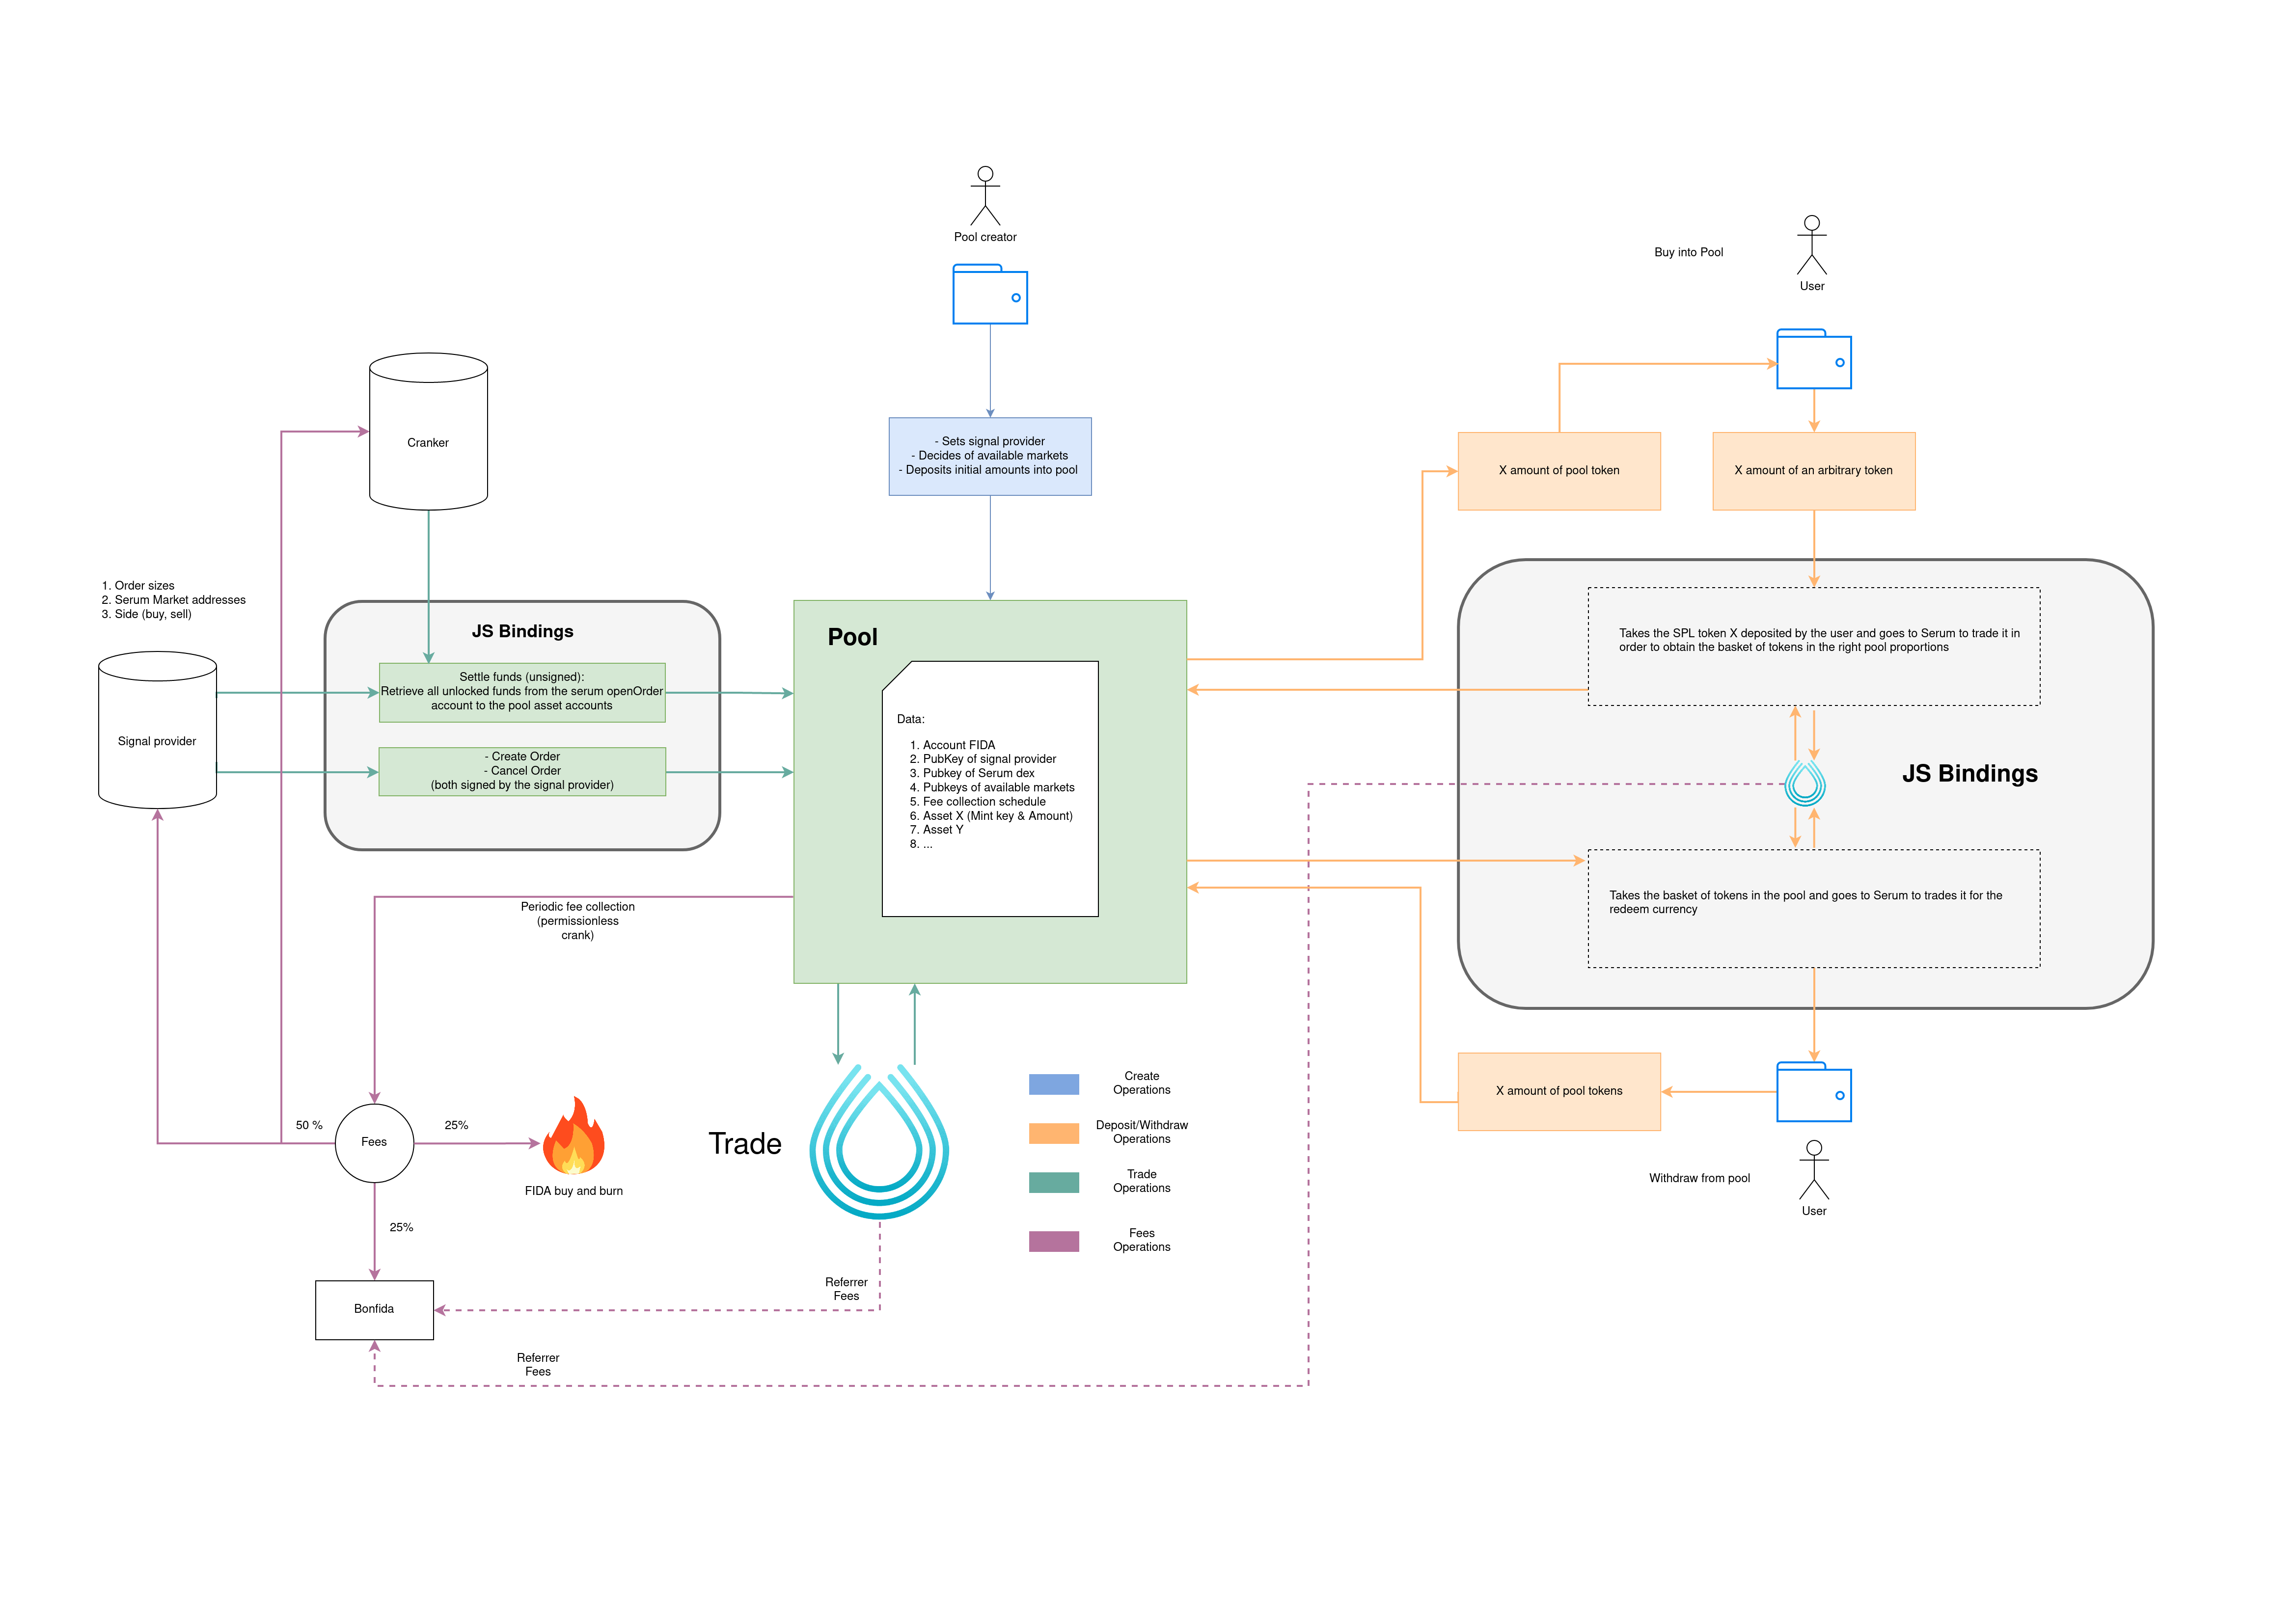 Pool creator
Buy into Pool
User
- Sets signal provider
- Decides of available markets
- Deposits initial amounts into pool
Cranker
X amount of pool token
X amount of an arbitrary token
1. Order sizes
2. Serum Market addresses
3. Side (buy, sell)
Signal provider
JS Bindings
Settle funds (unsigned):
Retrieve all unlocked funds from the serum openOrder
account to the pool asset accounts
- Create Order
- Cancel Order
(both signed by the signal provider)
Pool
Data:
1. Account FIDA
2. PubKey of signal provider
3. Pubkey of Serum dex
4. Pubkeys of available markets
5. Fee collection schedule
6. Asset X (Mint key & Amount)
7. Asset Y
8. ...
Takes the SPL token X deposited by the user and goes to Serum to trade it in
order to obtain the basket of tokens in the right pool proportions
JS Bindings
Takes the basket of tokens in the pool and goes to Serum to trades it for the
redeem currency
Periodic fee collection
(permissionless
crank)
50 %
Fees
25%
FIDA buy and burn
25%
Bonfida
Trade
Referrer
Fees
Referrer
Fees
Create
Operations
Deposit/Withdraw
Operations
Trade
Operations
Fees
Operations
X amount of pool tokens
Withdraw from pool
User